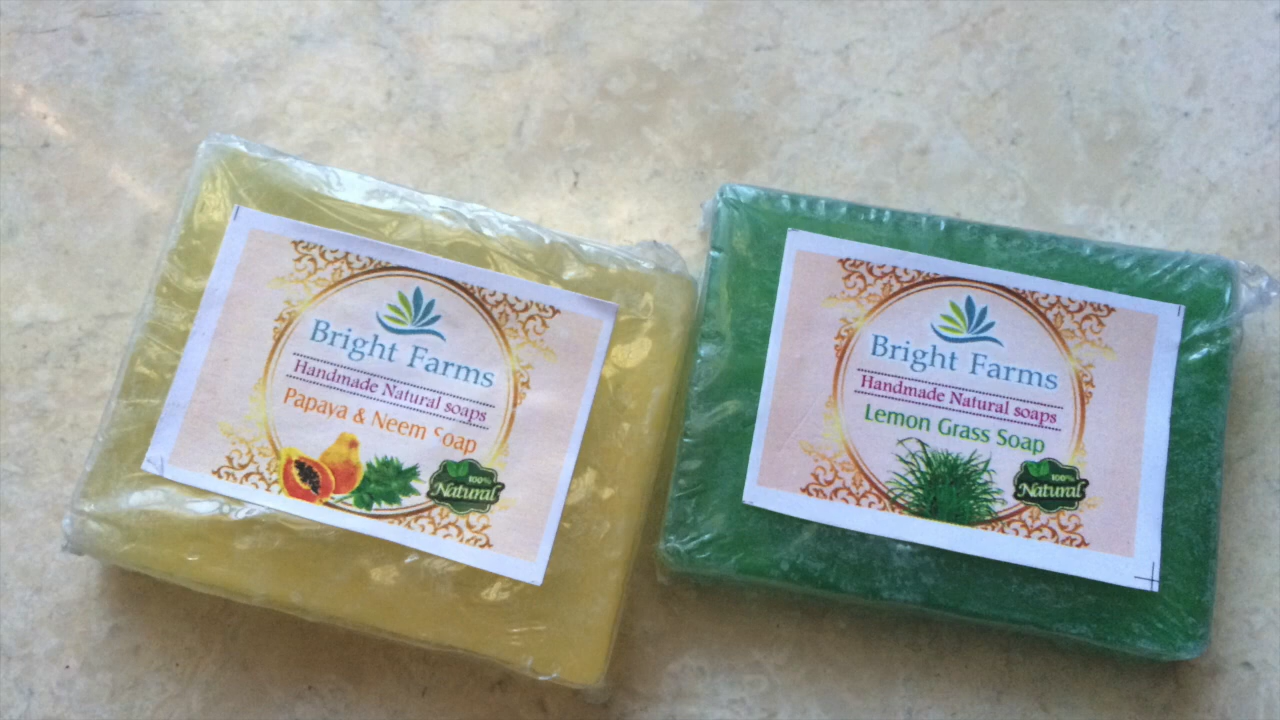 Bright Farms
Handmade Natural soaps
Papaya & Neem Soap
100%
Natural
Bright Farms
Handmade Natural soaps
Lemon Grass Soap
100%
Natural